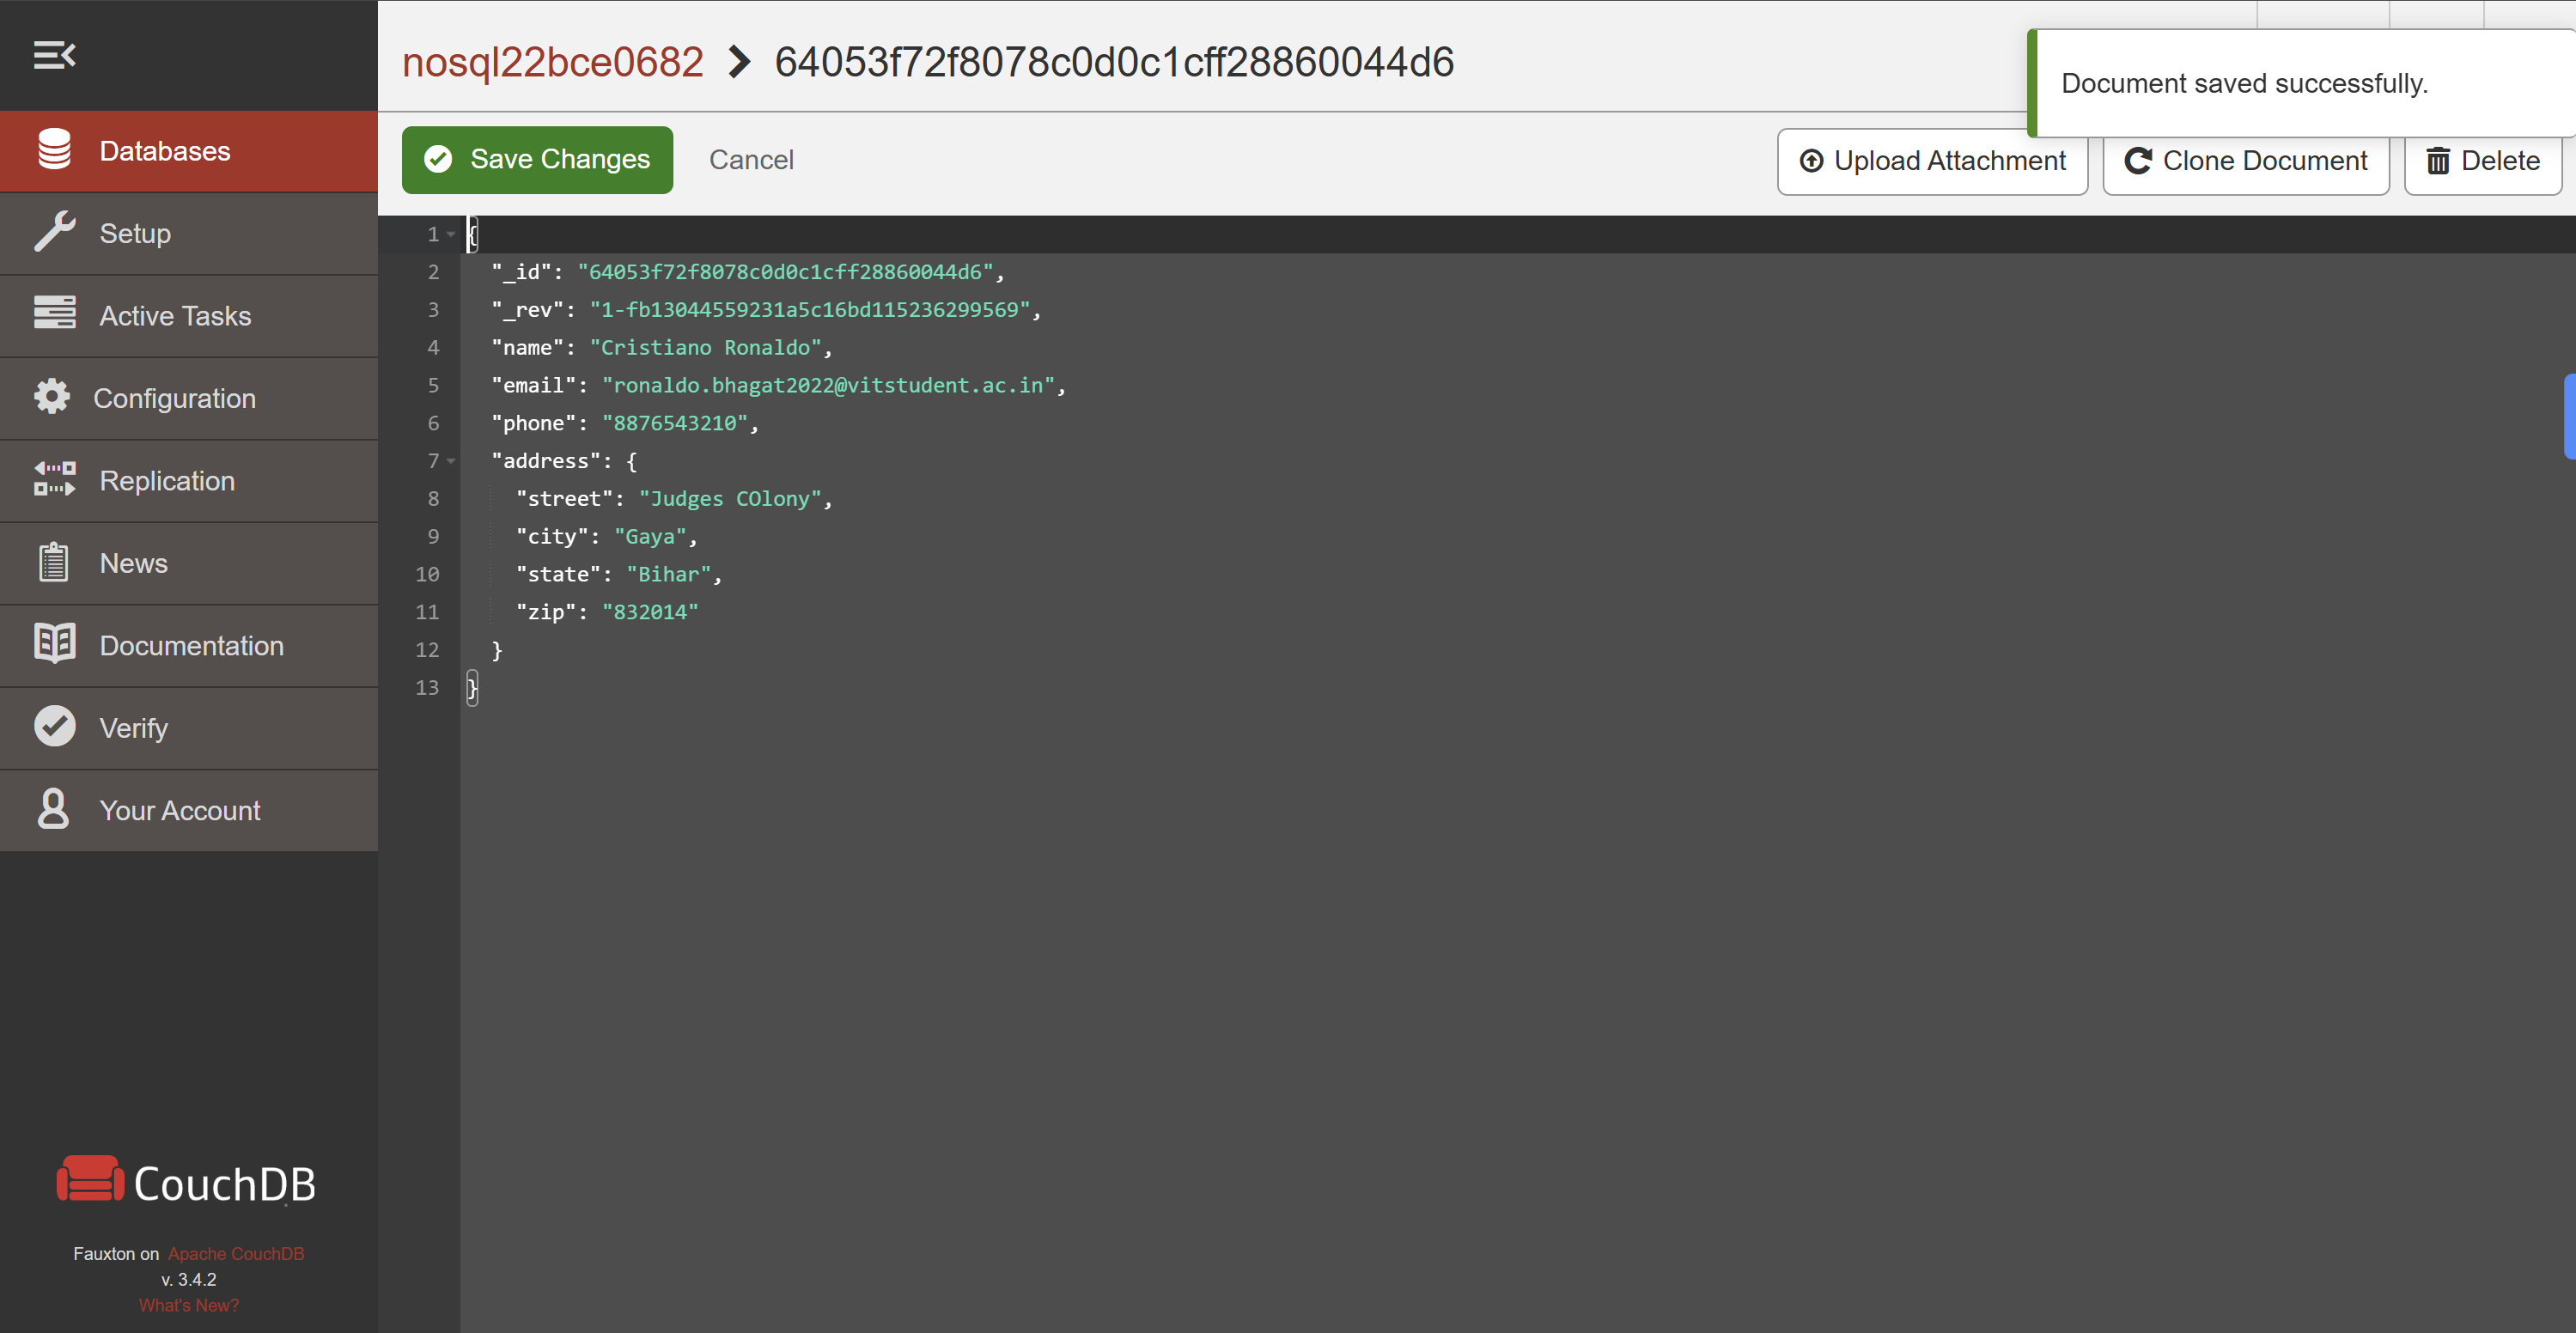 nosql22bce0682 64053f72f8078c0d0c1cff28860044d6
Document saved successfully.
Save Changes Cancel Upload Attachment Clone Document Delete
Databases
Setup
Active Tasks
Configuration
Replication
News
Documentation
Verify
Your Account
1 {
2 "_id": "64053f72f8078c0d0c1cff28860044d6",
3 "_rev": "1-fb13044559231a5c16bd115236299569",
4 "name": "Cristiano Ronaldo",
5 "email": "ronaldo.bhagat2022@vitstudent.ac.in",
6 "phone": "8876543210",
7 "address": {
8 "street": "Judges COlony",
9 "city": "Gaya",
10 "state": "Bihar",
11 "zip": "832014"
12 }
13 }
CouchDB
Fauxton on Apache CouchDB
v. 3.4.2
What's New?